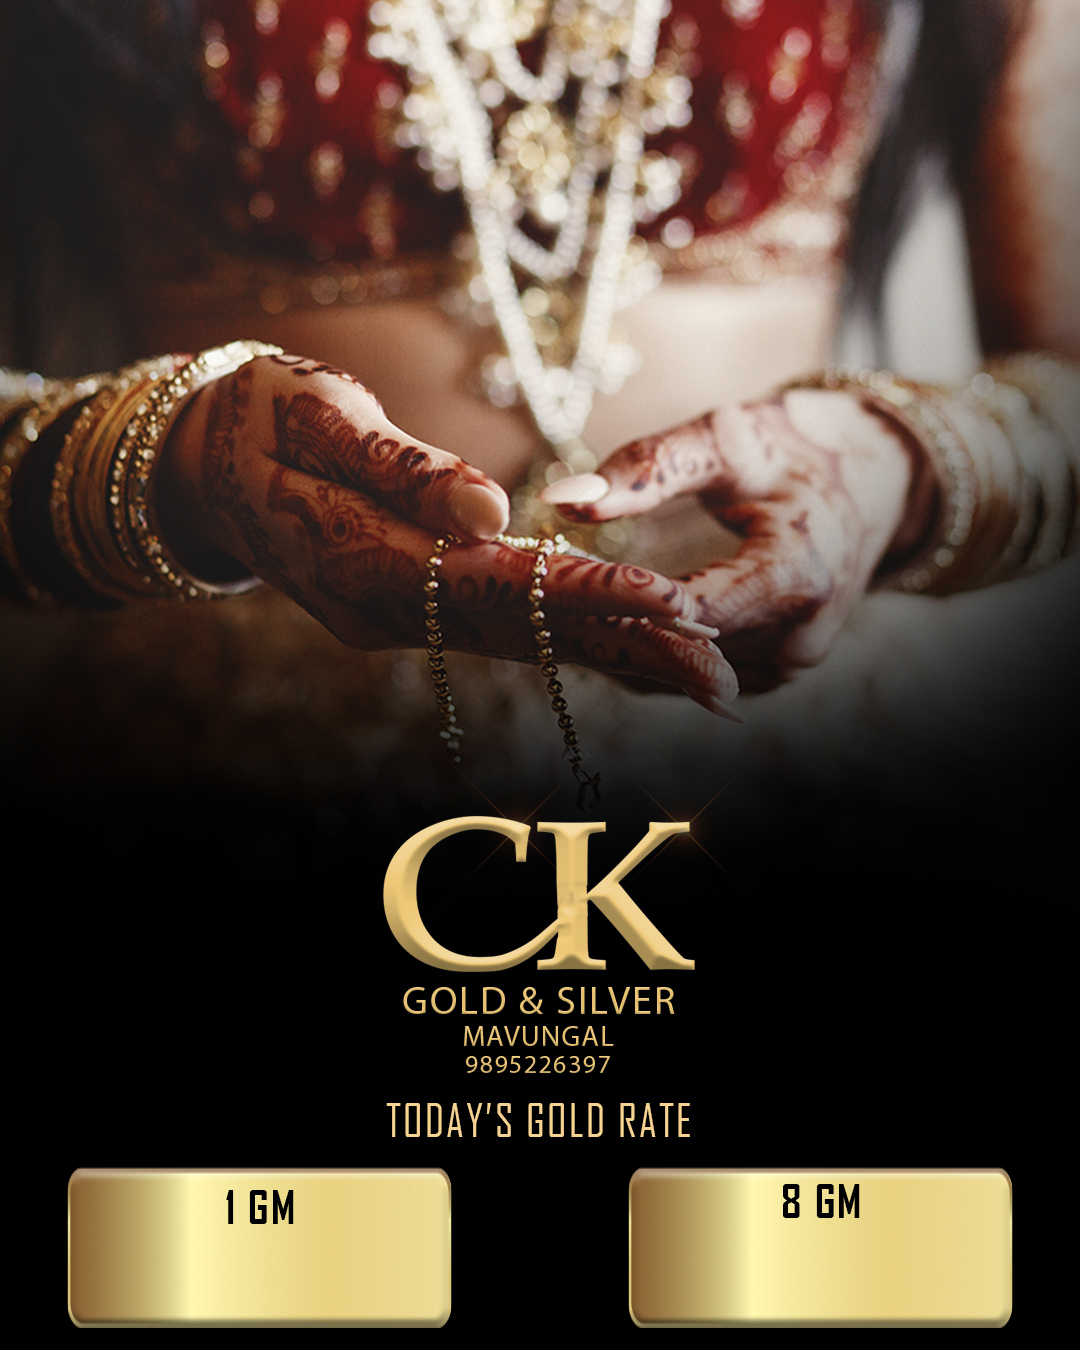 CK
GOLD & SILVER
MAVUNGAL
9895226397
TODAY'S GOLD RATE
1 GM
8 GM